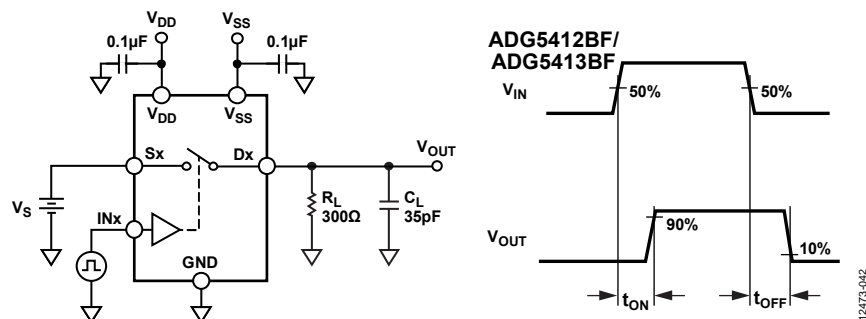 VDD
VSS
0.1µF
0.1µF
VDD
VSS
Sx
Dx
VOUT
VS
INx
RL
300Ω
CL
35pF
GND
ADG5412BF/
ADG5413BF
VIN
50%
50%
VOUT
90%
10%
tON
tOFF
12473-042